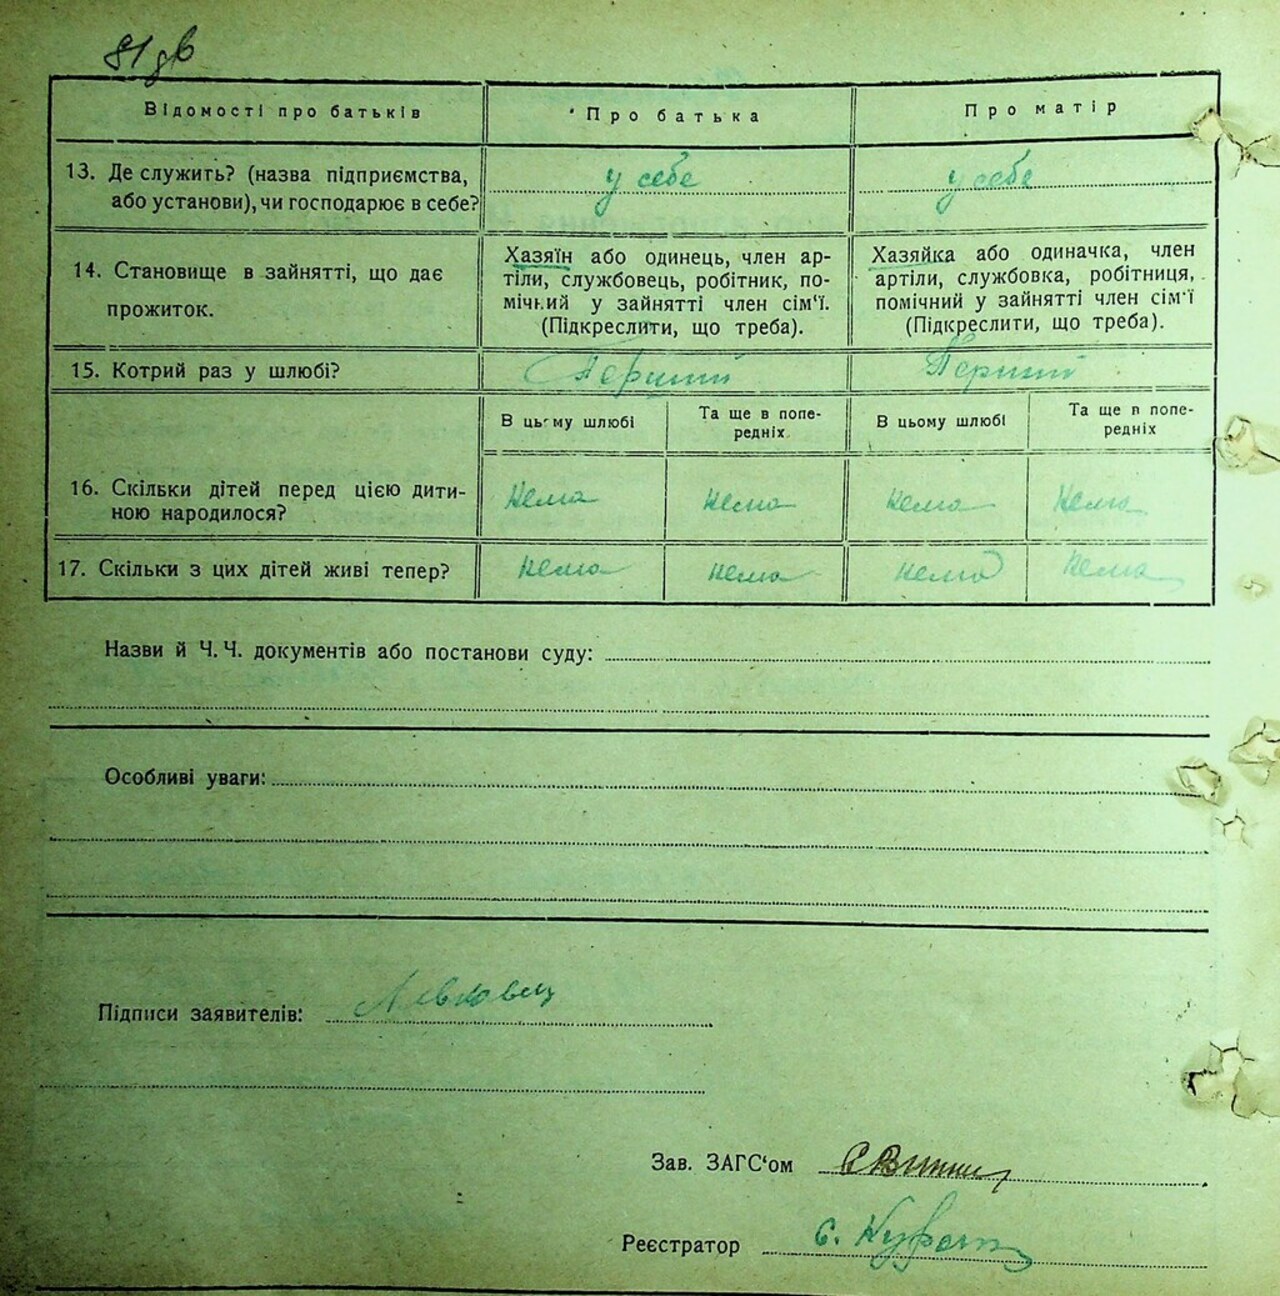 81 дв
Відомості про батьків Про батька Про матір
13. Де служить? (назва підприємства, у себе у себе
або установи), чи господарює в себе?
14. Становище в зайнятті, що дає
прожиток.
Хазяїн або одинець, член ар-
тіли, службовець, робітник, по-
мічний у зайнятті член сім‘ї.
(Підкреслити, що треба).
Хазяйка або одиначка, член
артіли, службовка, робітниця,
помічний у зайнятті член сім‘ї
(Підкреслити, що треба).
15. Котрий раз у шлюбі? Перший Перший
В цьому шлюбі Та ще в попе-
редніх В цьому шлюбі Та ще в попе-
редніх
16. Скільки дітей перед цією дити-
ною народилося? Нема Нема Нема Нема
17. Скільки з цих дітей живі тепер? Нема Нема Нема Нема
Назви й Ч. Ч. документів або постанови суду:
Особливі уваги:
Підписи заявителів: Левковец
Зав. ЗАГС‘ом
Реєстратор С.